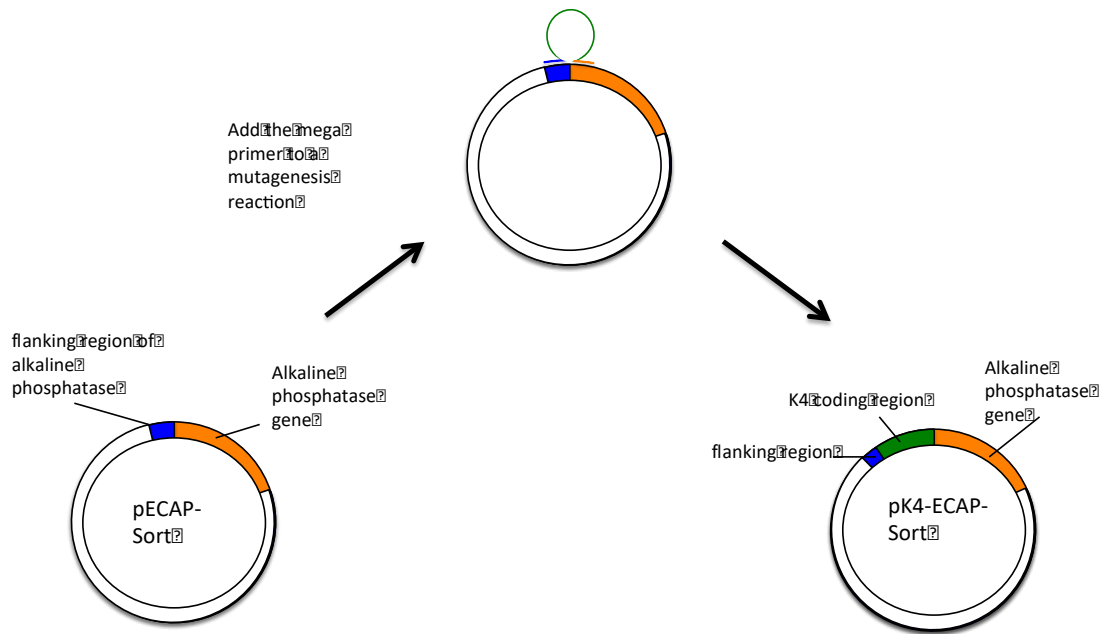 Add the mega
primer to a
mutagenesis
reaction
flanking region of
alkaline
phosphatase
Alkaline
phosphatase
gene
pECAP-
Sort
K4 coding region
flanking region
Alkaline
phosphatase
gene
pK4-ECAP-
Sort